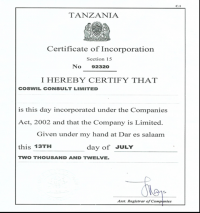 TANZANIA
Certificate of Incorporation
Section 15
No 92320
I HEREBY CERTIFY THAT
COSWIL CONSULT LIMITED
is this day incorporated under the Companies
Act, 2002 and that the Company is Limited.
Given under my hand at Dar es salaam
this 12TH day of JULY
TWO THOUSAND AND TWELVE.
Asst. Registrar of Companies